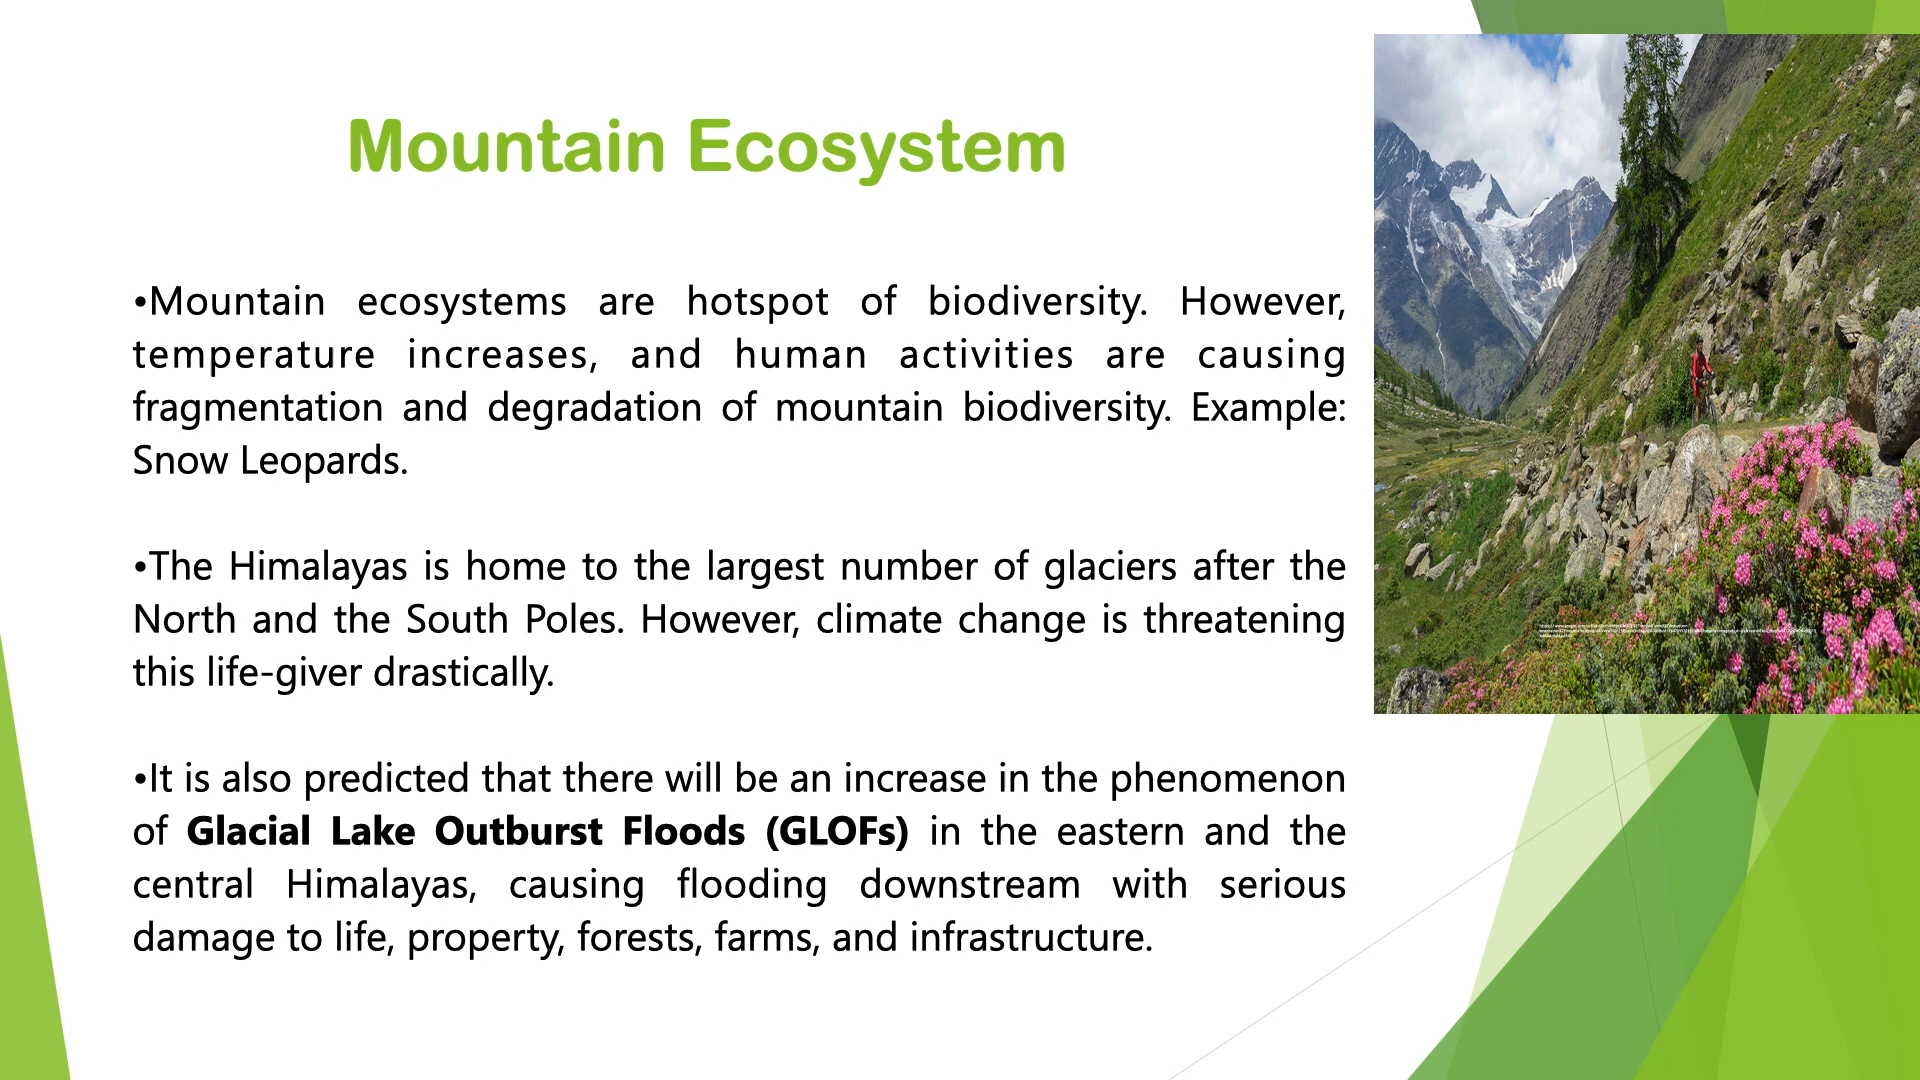 Mountain Ecosystem
•Mountain ecosystems are hotspot of biodiversity. However,
temperature increases, and human activities are causing
fragmentation and degradation of mountain biodiversity. Example:
Snow Leopards.
•The Himalayas is home to the largest number of glaciers after the
North and the South Poles. However, climate change is threatening
this life-giver drastically.
•It is also predicted that there will be an increase in the phenomenon
of Glacial Lake Outburst Floods (GLOFs) in the eastern and the
central Himalayas, causing flooding downstream with serious
damage to life, property, forests, farms, and infrastructure.